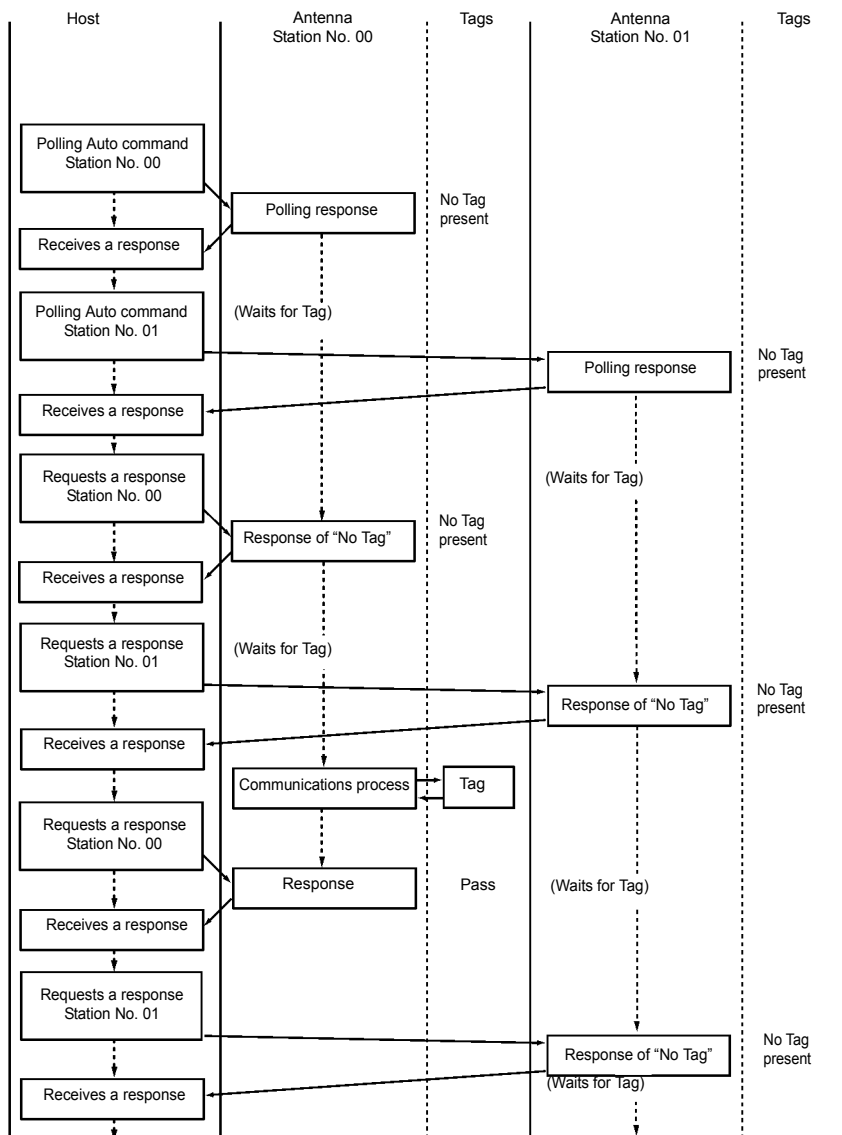 Host
Antenna
Station No. 00
Tags
Antenna
Station No. 01
Tags
Polling Auto command
Station No. 00
Polling response
No Tag
present
Receives a response
Polling Auto command
Station No. 01
(Waits for Tag)
Polling response
No Tag
present
Receives a response
Requests a response
Station No. 00
(Waits for Tag)
Response of “No Tag”
No Tag
present
Receives a response
Requests a response
Station No. 01
(Waits for Tag)
Response of “No Tag”
No Tag
present
Receives a response
Communications process
Tag
Requests a response
Station No. 00
Response
Pass
(Waits for Tag)
Receives a response
Requests a response
Station No. 01
Response of “No Tag”
No Tag
present
(Waits for Tag)
Receives a response